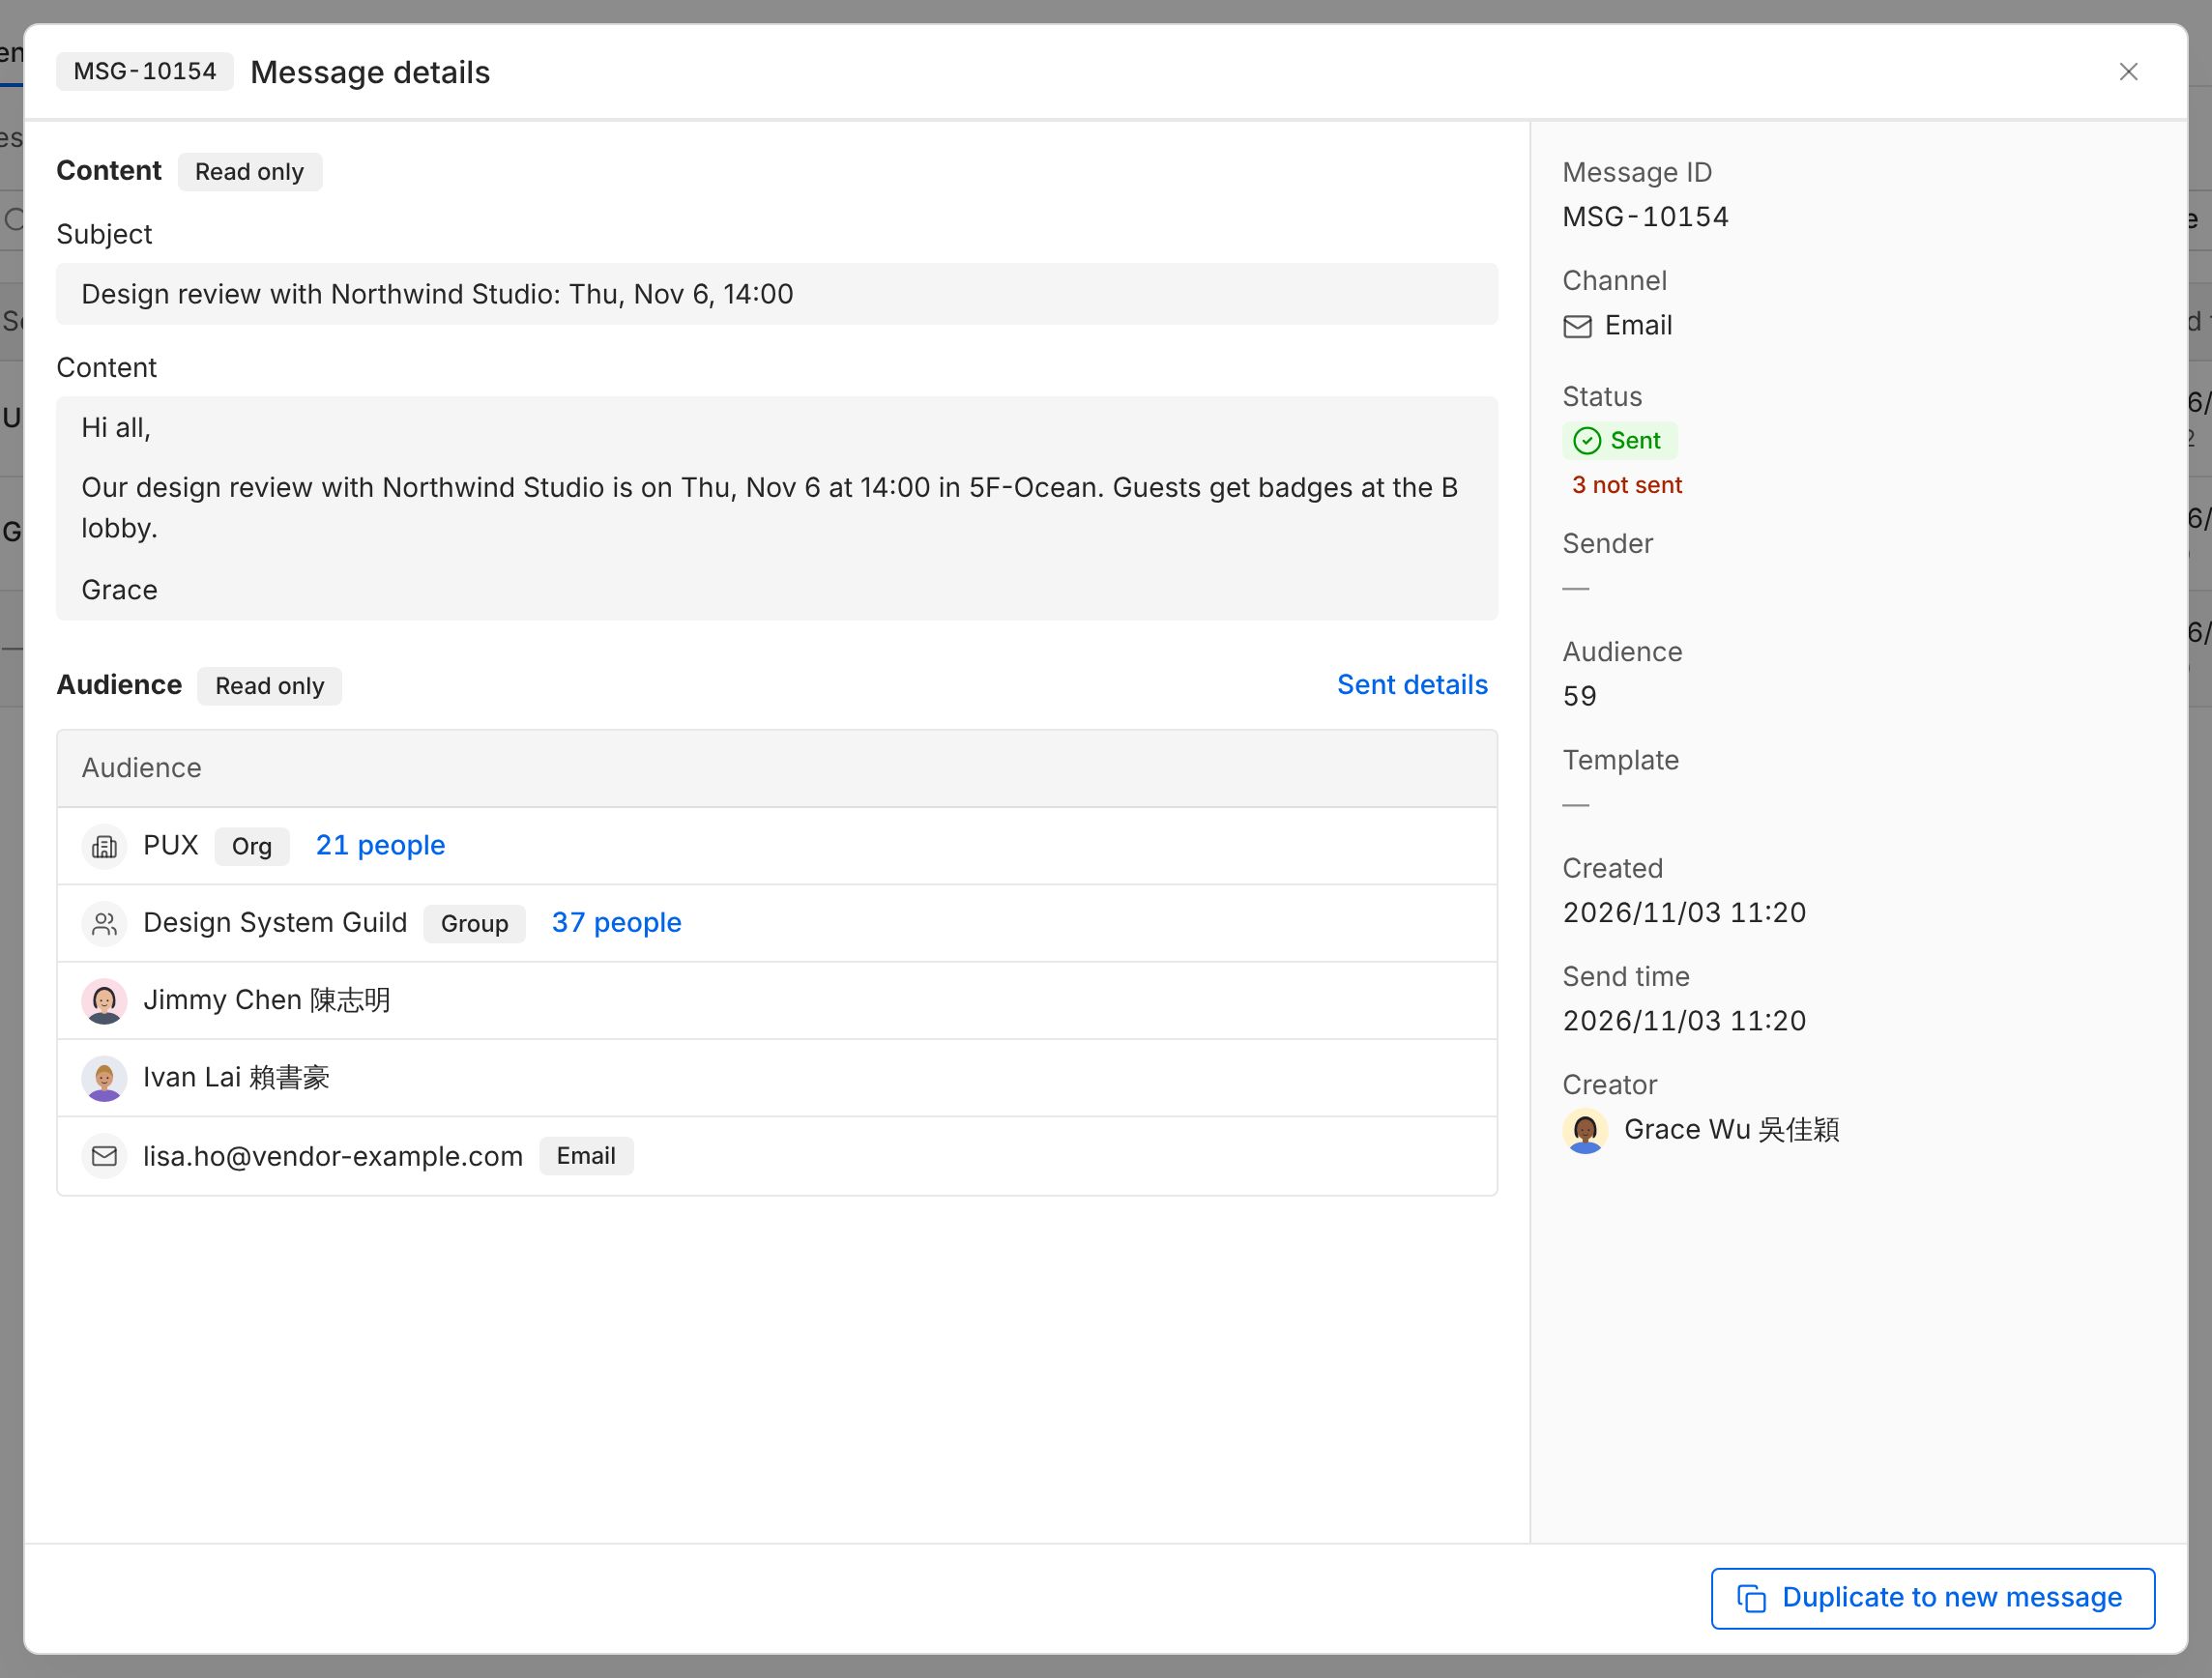 MSG-10154 Message details
Content Read only
Subject
Design review with Northwind Studio: Thu, Nov 6, 14:00
Content
Hi all,
Our design review with Northwind Studio is on Thu, Nov 6 at 14:00 in 5F-Ocean. Guests get badges at the B
lobby.
Grace
Audience Read only Sent details
Audience
PUX Org 21 people
Design System Guild Group 37 people
Jimmy Chen 陳志明
Ivan Lai 賴書豪
lisa.ho@vendor-example.com Email
Message ID
MSG-10154
Channel
Email
Status
Sent
3 not sent
Sender
—
Audience
59
Template
—
Created
2026/11/03 11:20
Send time
2026/11/03 11:20
Creator
Grace Wu 吳佳穎
Duplicate to new message